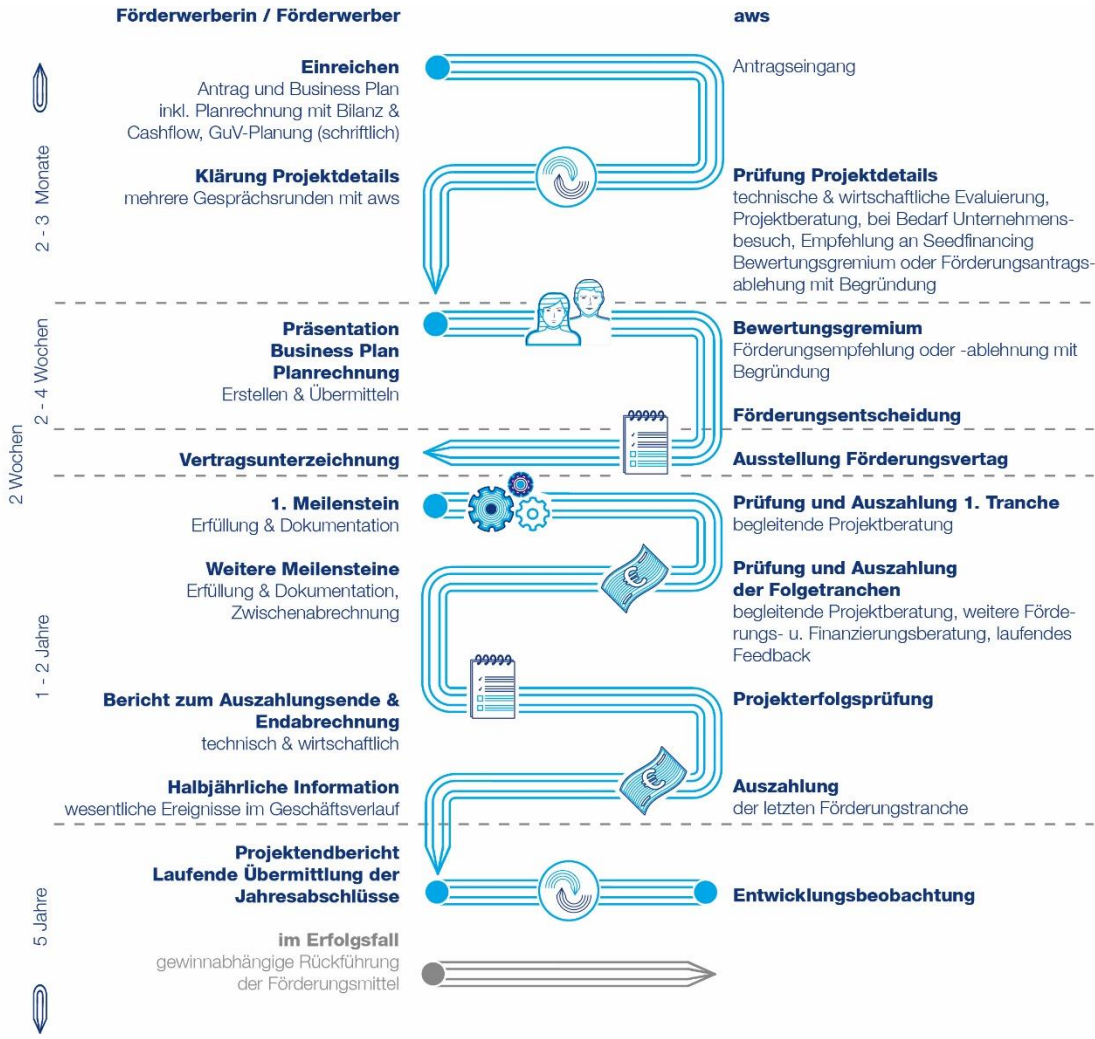 Förderwerberin / Förderwerber
aws
Einreichen
Antrag und Business Plan
inkl. Planrechnung mit Bilanz &
Cashflow, GuV-Planung (schriftlich)
Antragseingang
2 - 3 Monate
Klärung Projektdetails
mehrere Gesprächsrunden mit aws
Prüfung Projektdetails
technische & wirtschaftliche Evaluierung,
Projektberatung, bei Bedarf Unternehmens-
besuch, Empfehlung an Seedfinancing
Bewertungsgremium oder Förderungsantrags-
ablehung mit Begründung
2 - 4 Wochen
Präsentation
Business Plan
Planrechnung
Erstellen & Übermitteln
Bewertungsgremium
Förderungsempfehlung oder -ablehnung mit
Begründung
Förderungsentscheidung
2 Wochen
Vertragsunterzeichnung
Ausstellung Förderungsvertag
1 - 2 Jahre
1. Meilenstein
Erfüllung & Dokumentation
Prüfung und Auszahlung 1. Tranche
begleitende Projektberatung
Weitere Meilensteine
Erfüllung & Dokumentation,
Zwischenabrechnung
Prüfung und Auszahlung
der Folgetranchen
begleitende Projektberatung, weitere Förde-
rungs- u. Finanzierungsberatung, laufendes
Feedback
€
Bericht zum Auszahlungsende &
Endabrechnung
technisch & wirtschaftlich
Projekterfolgsprüfung
Halbjährliche Information
wesentliche Ereignisse im Geschäftsverlauf
€
Auszahlung
der letzten Förderungstranche
5 Jahre
Projektendbericht
Laufende Übermittlung der
Jahresabschlüsse
Entwicklungsbeobachtung
im Erfolgsfall
gewinnabhängige Rückführung
der Förderungsmittel